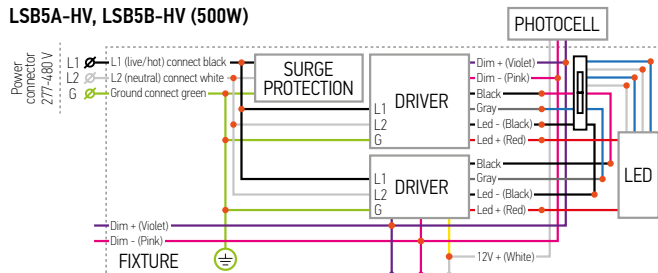 LSB5A-HV, LSB5B-HV (500W)
PHOTOCELL
Power connector 277-480 V
L1
L1 (live/hot) connect black
L2
L2 (neutral) connect white
G
Ground connect green
SURGE PROTECTION
DRIVER
L1
L2
G
Dim + (Violet)
Dim - (Pink)
Black
Gray
Led - (Black)
Led + (Red)
DRIVER
L1
L2
G
Black
Gray
Led - (Black)
Led + (Red)
LED
Dim + (Violet)
Dim - (Pink)
FIXTURE
12V + (White)